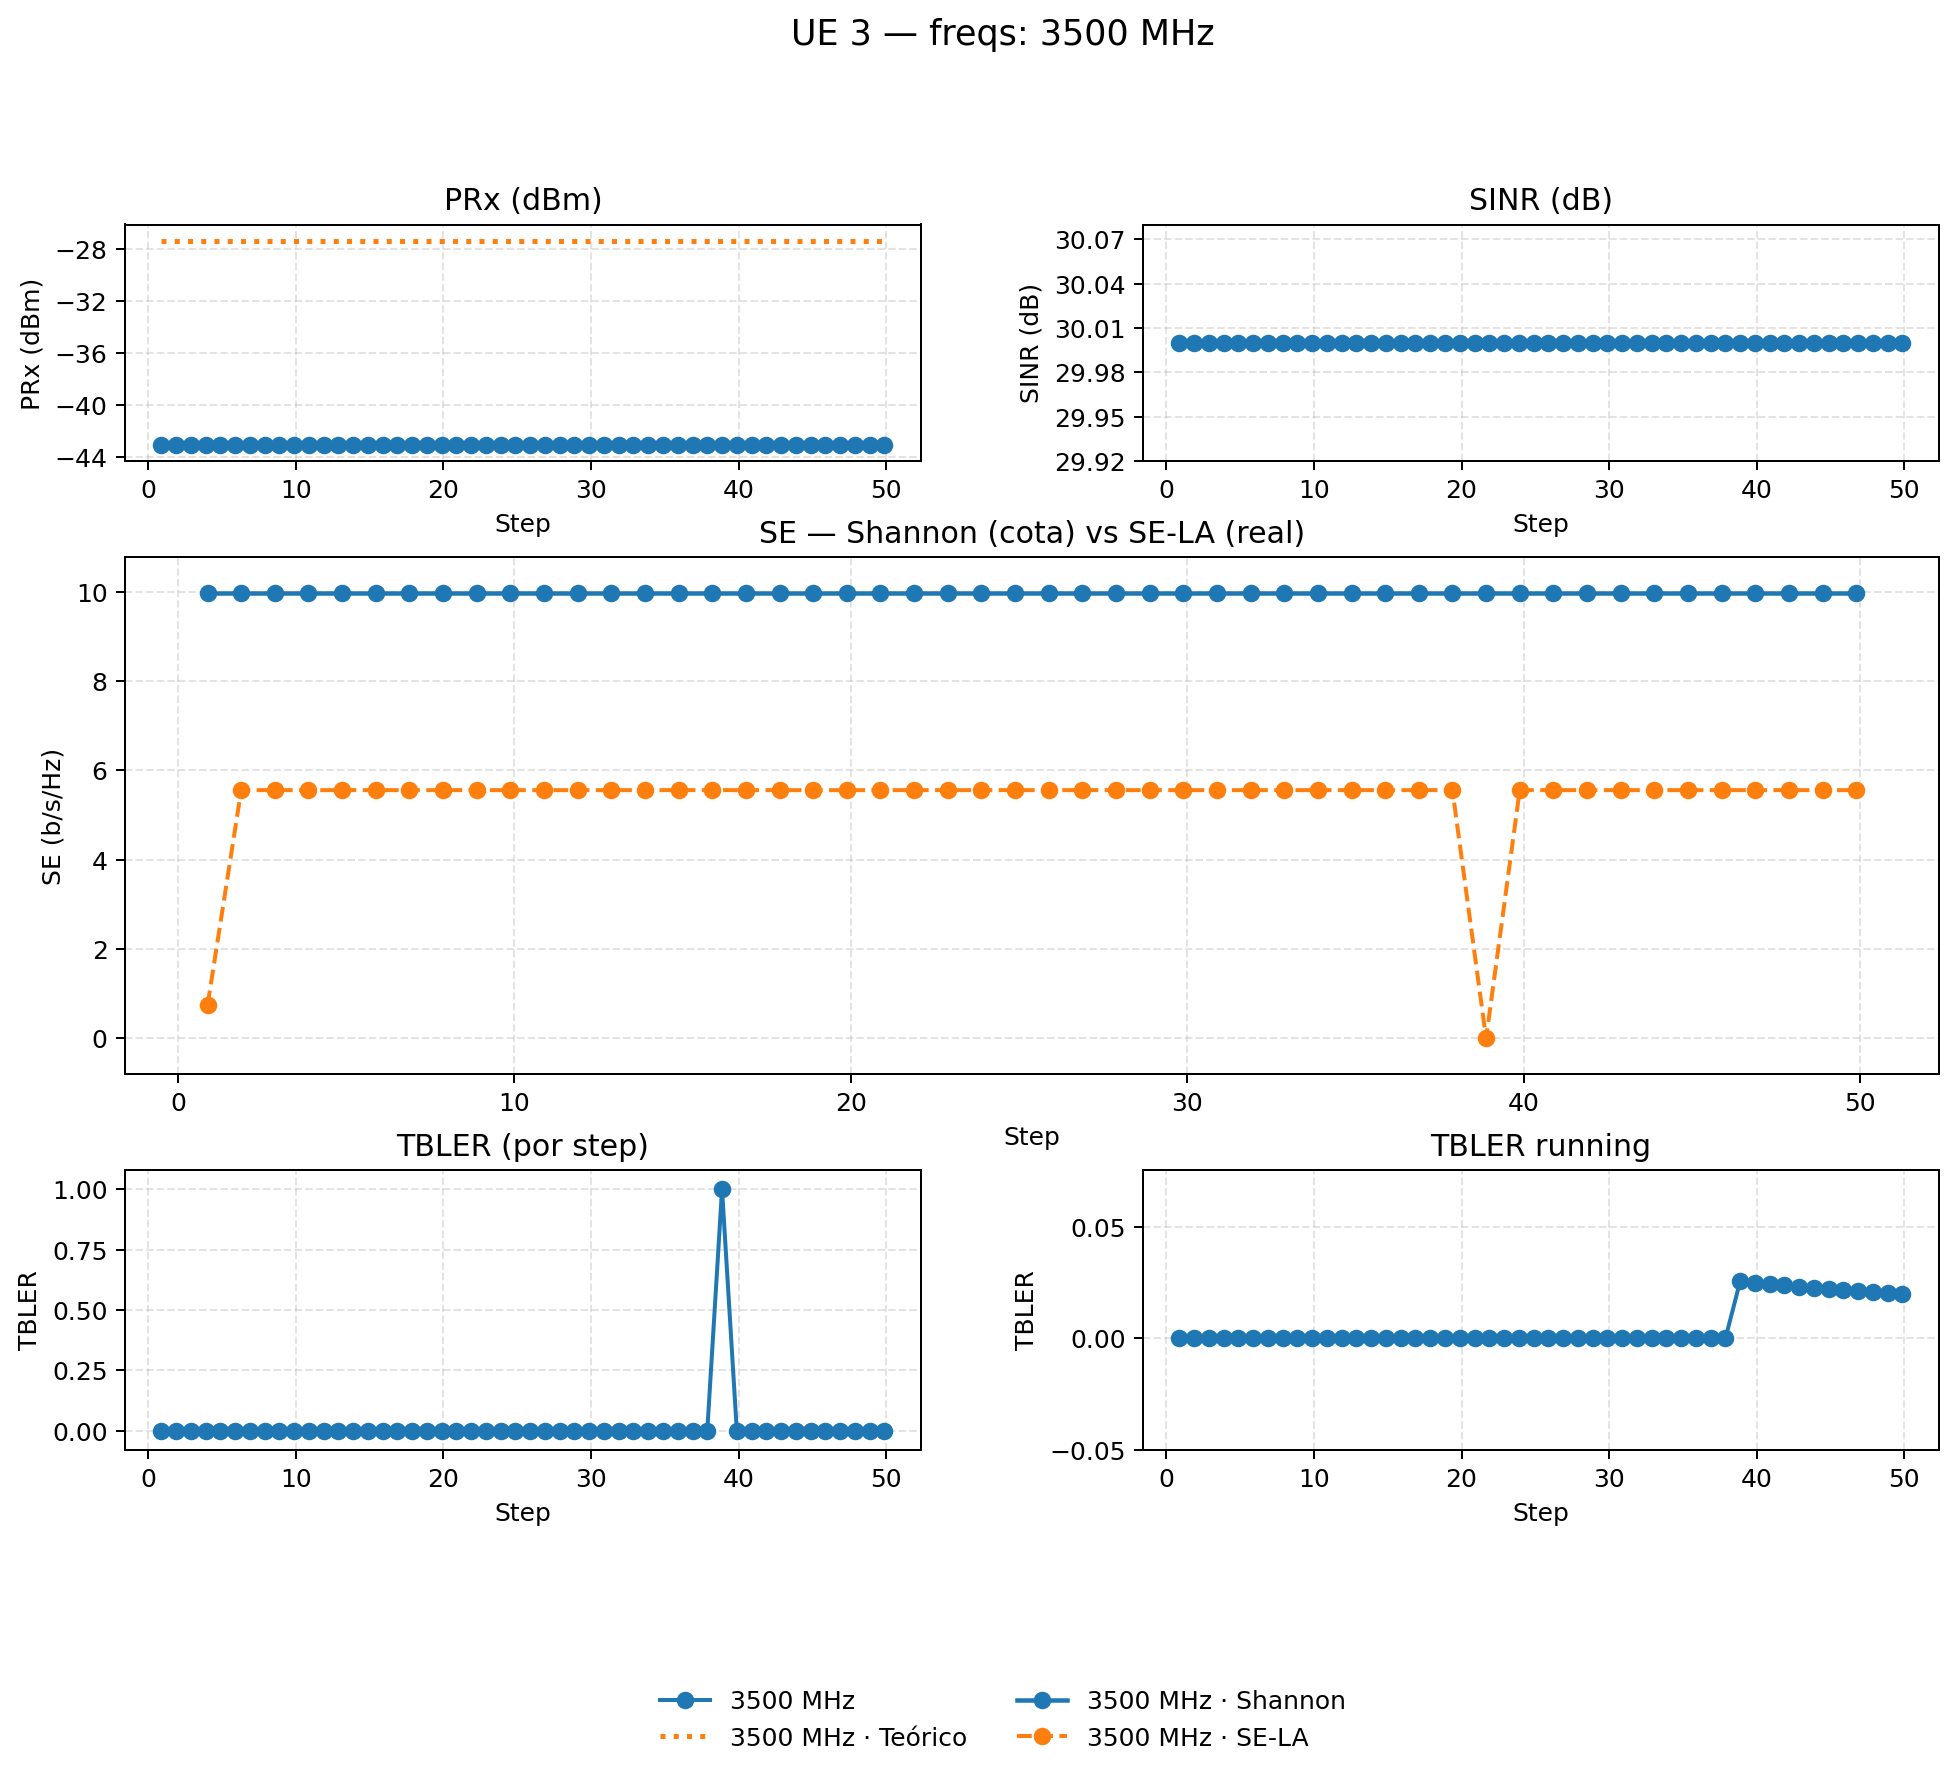 UE 3 — freqs: 3500 MHz
PRx (dBm)
PRx (dBm)
−28
−32
−36
−40
−44
0 10 20 30 40 50
Step
SINR (dB)
SINR (dB)
30.07
30.04
30.01
29.98
29.95
29.92
0 10 20 30 40 50
Step
SE — Shannon (cota) vs SE-LA (real)
SE (b/s/Hz)
10
8
6
4
2
0
0 10 20 30 40 50
Step
TBLER (por step)
TBLER
1.00
0.75
0.50
0.25
0.00
0 10 20 30 40 50
Step
TBLER running
TBLER
0.05
0.00
−0.05
0 10 20 30 40 50
Step
3500 MHz
3500 MHz · Teórico
3500 MHz · Shannon
3500 MHz · SE-LA